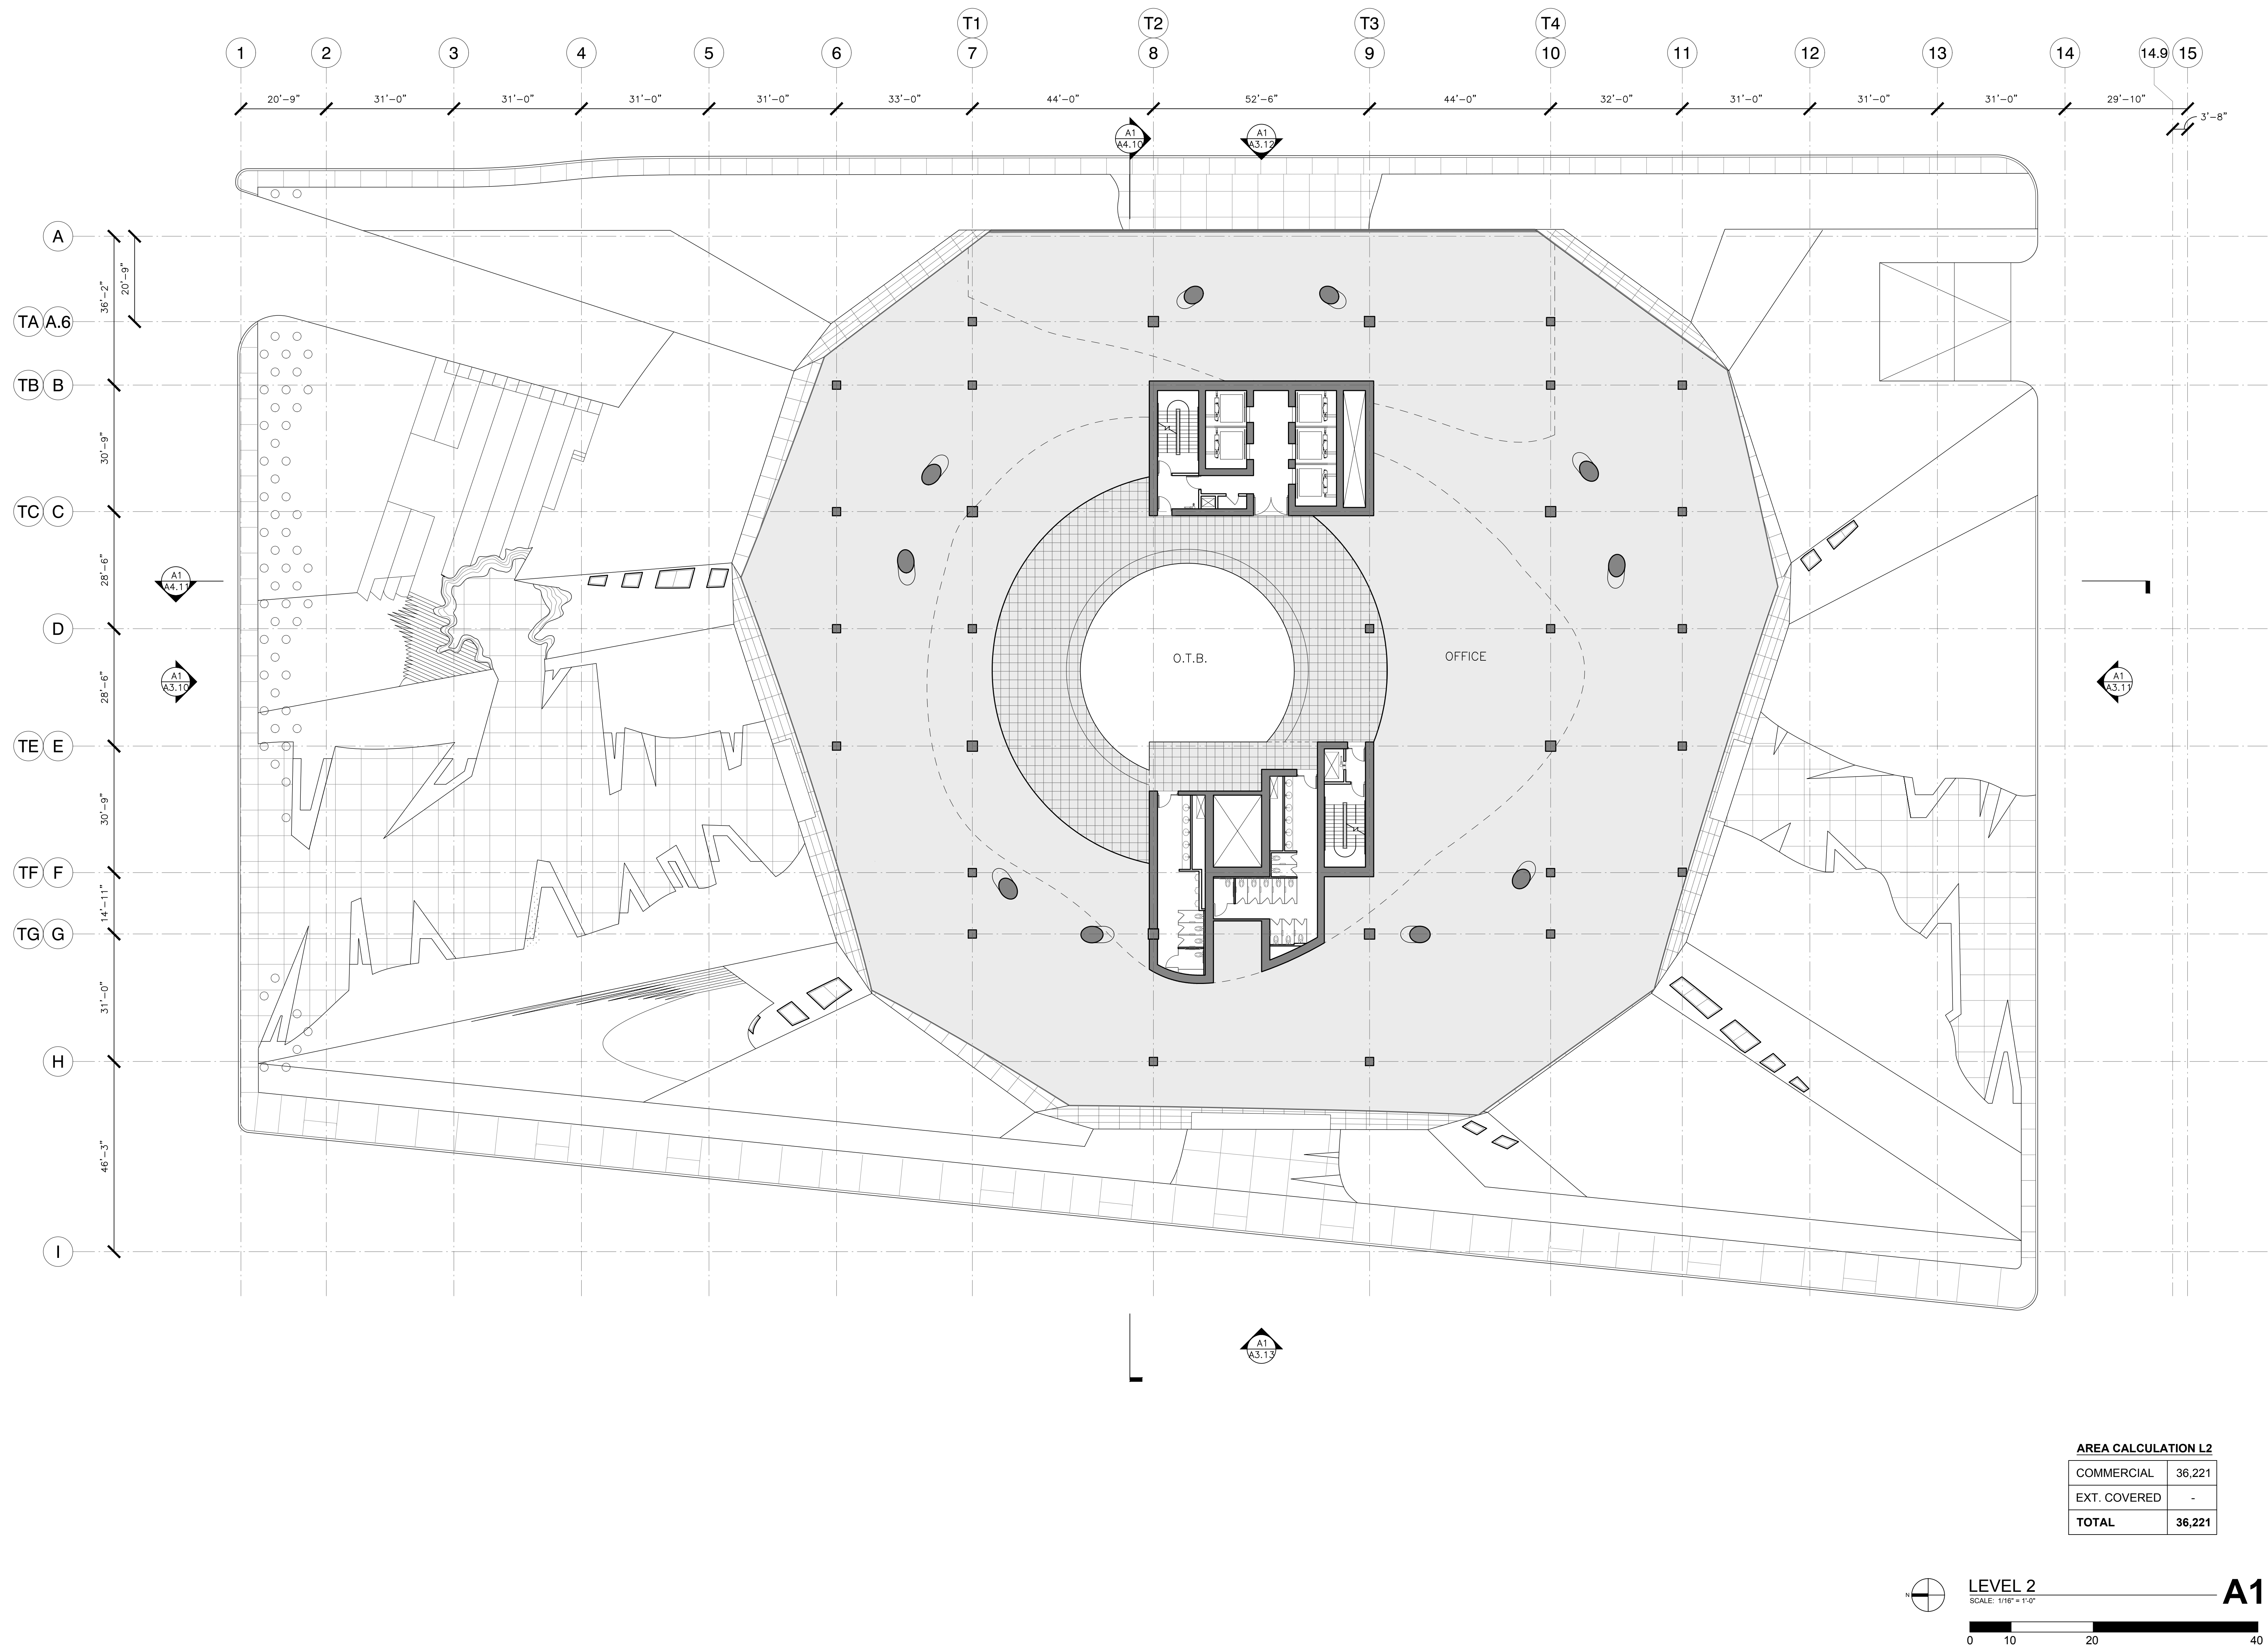 T1 T2 T3 T4
1 2 3 4 5 6 7 8 9 10 11 12 13 14 14.9 15
20'-9" 31'-0" 31'-0" 31'-0" 31'-0" 33'-0" 44'-0" 52'-6" 44'-0" 32'-0" 31'-0" 31'-0" 31'-0" 29'-10"
3'-8"
A1
A4.10
A1
A3.12
A
36'-2"
20'-9"
TA A.6
TB B
30'-9"
TC C
28'-6"
A1
A4.11
D
28'-6"
A1
A3.10
O.T.B.
OFFICE
A1
A3.11
TE E
30'-9"
TF F
14'-11"
TG G
31'-0"
H
46'-3"
I
A1
A3.13
AREA CALCULATION L2
COMMERCIAL 36,221
EXT. COVERED -
TOTAL 36,221
N
LEVEL 2
SCALE: 1/16" = 1'-0"
A1
0 10 20 40